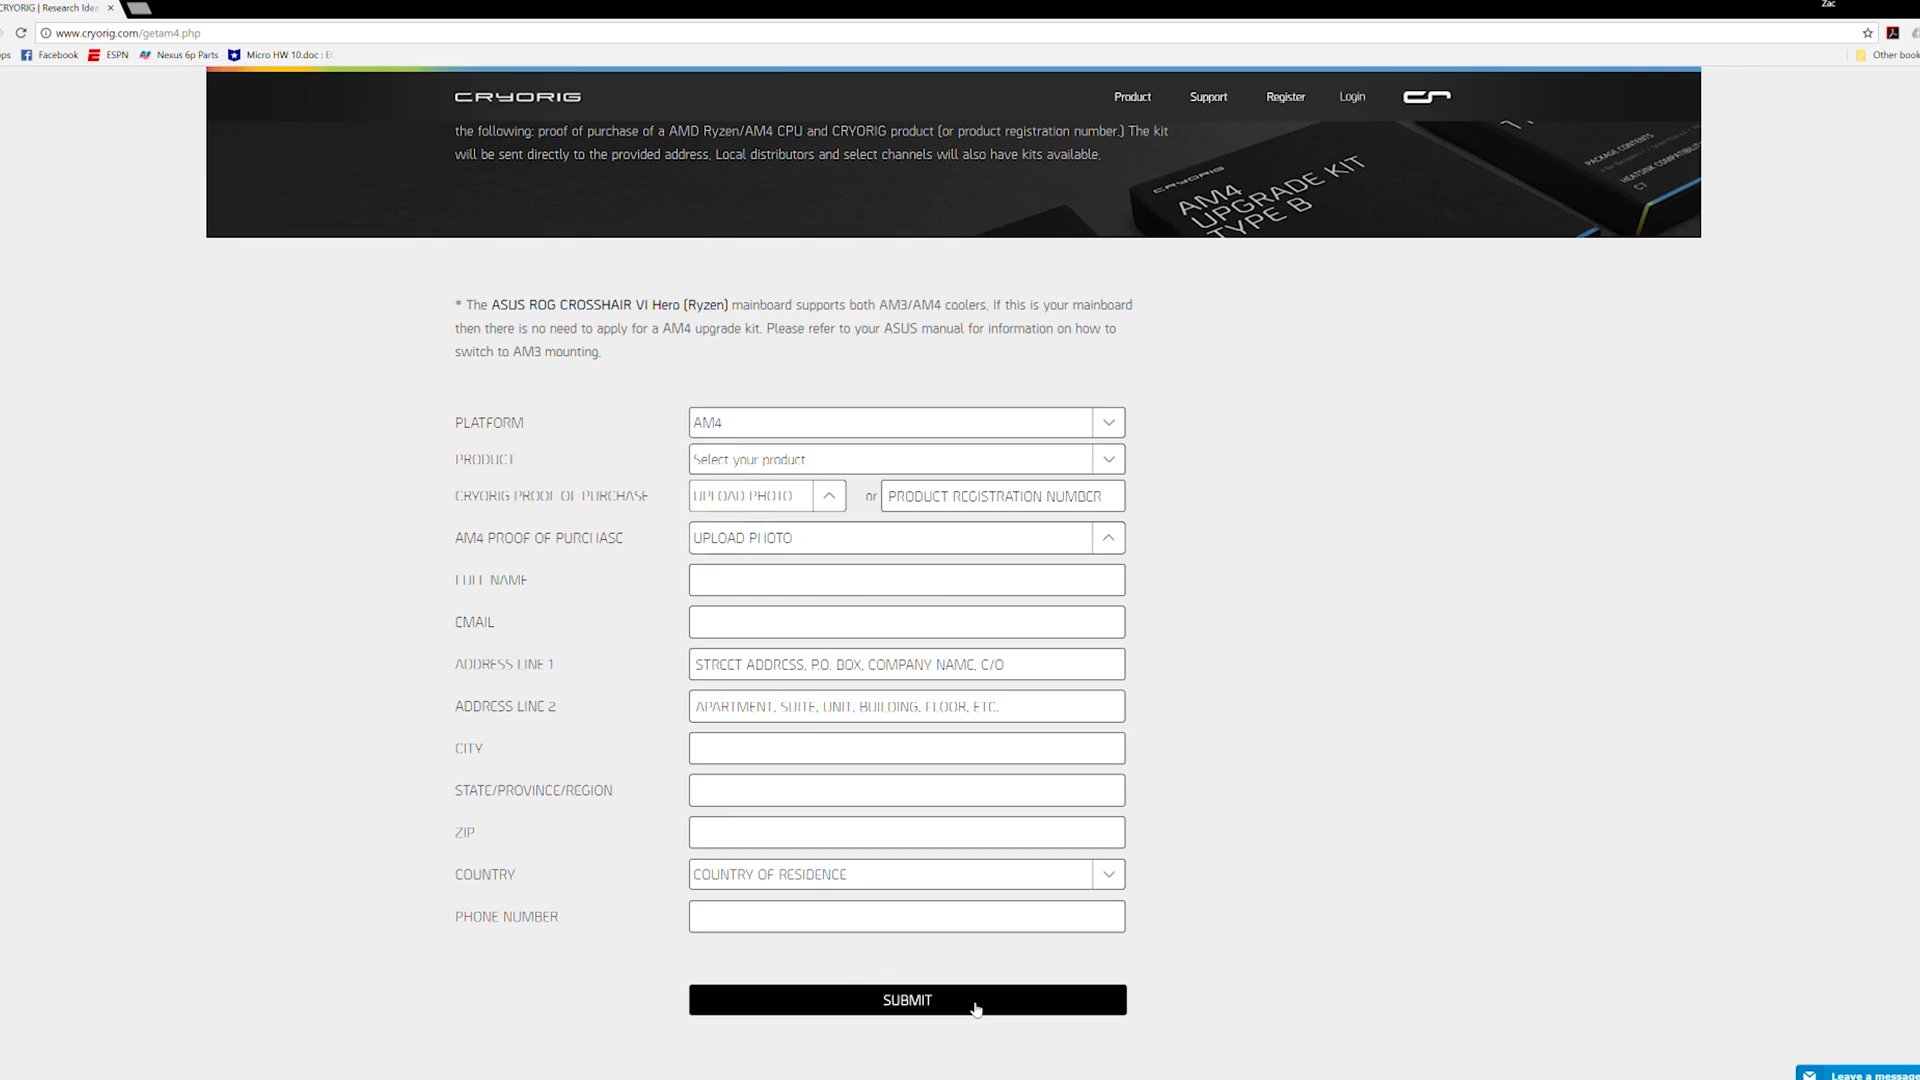 CRYORIG | Research Idea
Zac
www.cryorig.com/getam4.php
Facebook ESPN Nexus 6p Parts Micro HW 10.doc : E
Other book
CRYORIG Product Support Register Login
the following: proof of purchase of a AMD Ryzen/AM4 CPU and CRYORIG product (or product registration number.) The kit
will be sent directly to the provided address. Local distributors and select channels will also have kits available.
CRYORIG
AM4
UPGRADE KIT
TYPE B
PACKAGE CONTENTS
HEATSINK COMPATIBILITY
C7
* The ASUS ROG CROSSHAIR VI Hero (Ryzen) mainboard supports both AM3/AM4 coolers. If this is your mainboard
then there is no need to apply for a AM4 upgrade kit. Please refer to your ASUS manual for information on how to
switch to AM3 mounting.
PLATFORM AM4
PRODUCT Select your product
CRYORIG PROOF OF PURCHASE UPLOAD PHOTO or PRODUCT REGISTRATION NUMBER
AM4 PROOF OF PURCHASE UPLOAD PHOTO
FULL NAME
EMAIL
ADDRESS LINE 1 STREET ADDRESS, P.O. BOX, COMPANY NAME, C/O
ADDRESS LINE 2 APARTMENT, SUITE, UNIT, BUILDING, FLOOR, ETC.
CITY
STATE/PROVINCE/REGION
ZIP
COUNTRY COUNTRY OF RESIDENCE
PHONE NUMBER
SUBMIT
Leave a message